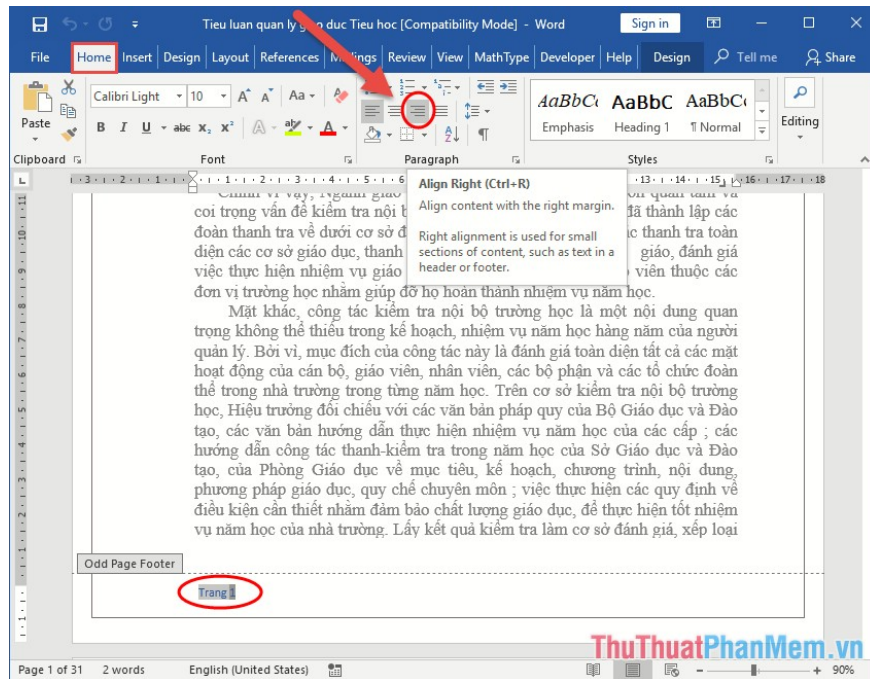 Tieu luan quan ly giao duc Tieu hoc [Compatibility Mode] - Word
Sign in
File Home Insert Design Layout References Mailings Review View MathType Developer Help Design Tell me Share
Paste
Calibri Light 10
AaBbCc AaBbC AaBbCc
Emphasis Heading 1 ¶ Normal
Editing
Clipboard Font Paragraph Styles
Align Right (Ctrl+R)
Align content with the right margin.
Right alignment is used for small
sections of content, such as text in a
header or footer.
Chính vì vậy, Ngành giáo quan tâm và
coi trọng vấn đề kiểm tra nội đã thành lập các
đoàn thanh tra về dưới cơ sở thanh tra toàn
diện các cơ sở giáo dục, thanh giáo, đánh giá
việc thực hiện nhiệm vụ giáo viên thuộc các
đơn vị trường học nhằm giúp đỡ họ hoàn thành nhiệm vụ năm học.
Mặt khác, công tác kiểm tra nội bộ trường học là một nội dung quan
trọng không thể thiếu trong kế hoạch, nhiệm vụ năm học hàng năm của người
quản lý. Bởi vì, mục đích của công tác này là đánh giá toàn diện tất cả các mặt
hoạt động của cán bộ, giáo viên, nhân viên, các bộ phận và các tổ chức đoàn
thể trong nhà trường trong từng năm học. Trên cơ sở kiểm tra nội bộ trường
học, Hiệu trưởng đối chiếu với các văn bản pháp quy của Bộ Giáo dục và Đào
tạo, các văn bản hướng dẫn thực hiện nhiệm vụ năm học của các cấp ; các
hướng dẫn công tác thanh-kiểm tra trong năm học của Sở Giáo dục và Đào
tạo, của Phòng Giáo dục về mục tiêu, kế hoạch, chương trình, nội dung,
phương pháp giáo dục, quy chế chuyên môn ; việc thực hiện các quy định về
điều kiện cần thiết nhằm đảm bảo chất lượng giáo dục, để thực hiện tốt nhiệm
vụ năm học của nhà trường. Lấy kết quả kiểm tra làm cơ sở đánh giá, xếp loại
Odd Page Footer
Trang 1
ThuThuatPhanMem.vn
Page 1 of 31 2 words English (United States) 90%